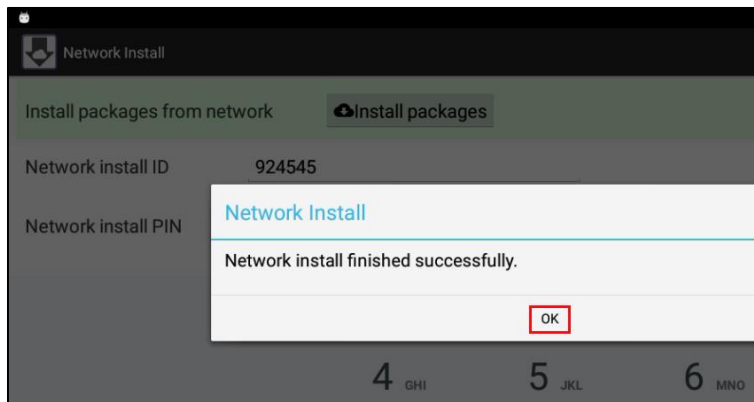 Network Install
Install packages from network
Install packages
Network install ID
924545
Network install PIN
Network Install
Network install finished successfully.
OK
4 GHI
5 JKL
6 MNO